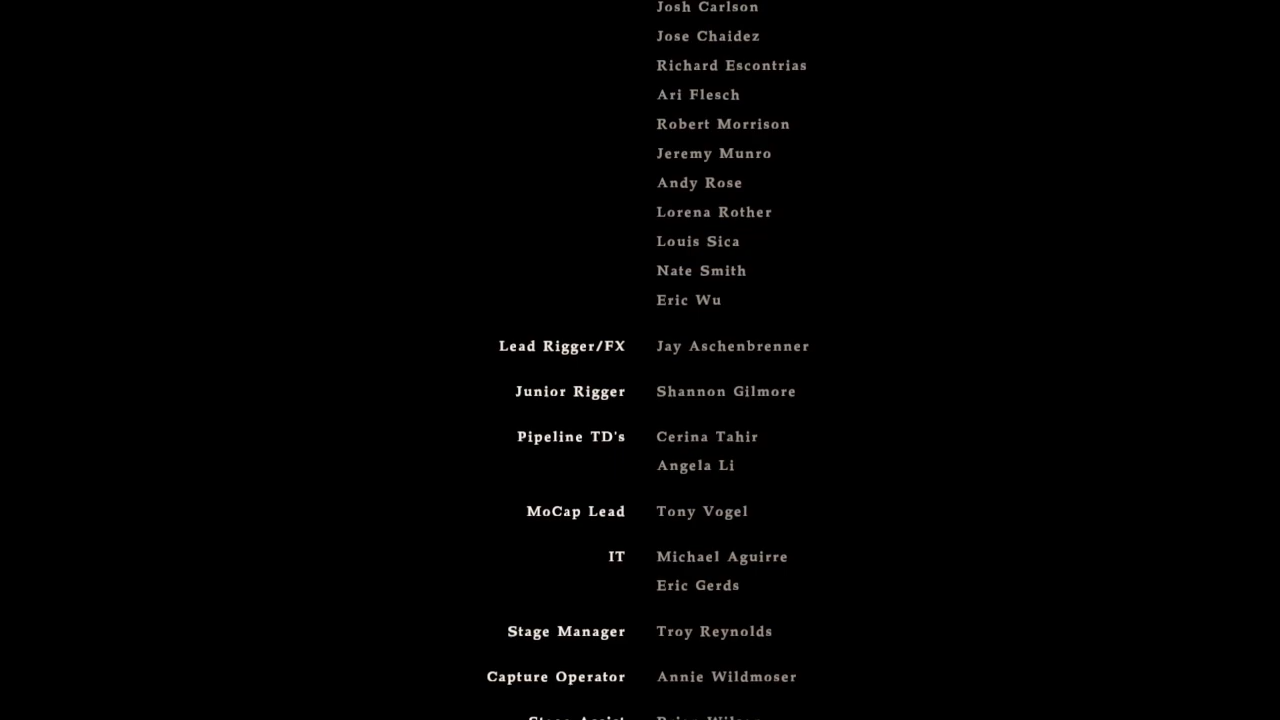 Josh Carlson
Jose Chaidez
Richard Escontrias
Ari Flesch
Robert Morrison
Jeremy Munro
Andy Rose
Lorena Rother
Louis Sica
Nate Smith
Eric Wu
Lead Rigger/FX Jay Aschenbrenner
Junior Rigger Shannon Gilmore
Pipeline TD's Cerina Tahir
Angela Li
MoCap Lead Tony Vogel
IT Michael Aguirre
Eric Gerds
Stage Manager Troy Reynolds
Capture Operator Annie Wildmoser